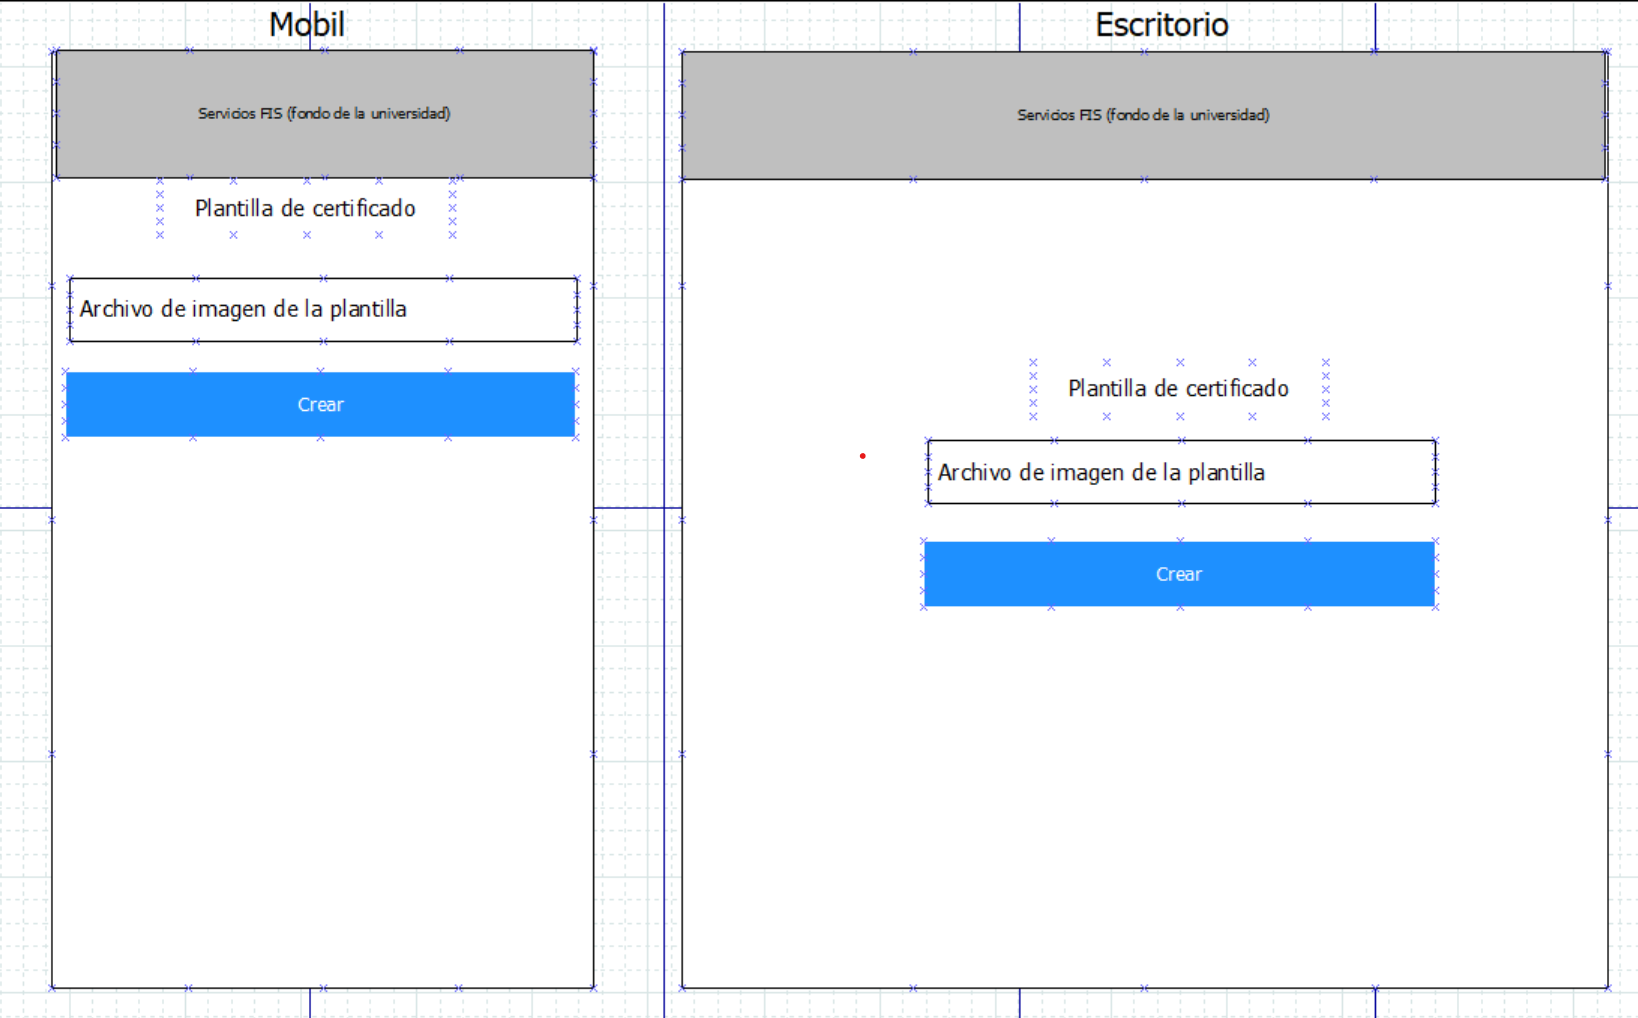 Mobil
Servicios FIS (fondo de la universidad)
Plantilla de certificado
Archivo de imagen de la plantilla
Crear
Escritorio
Servicios FIS (fondo de la universidad)
Plantilla de certificado
Archivo de imagen de la plantilla
Crear